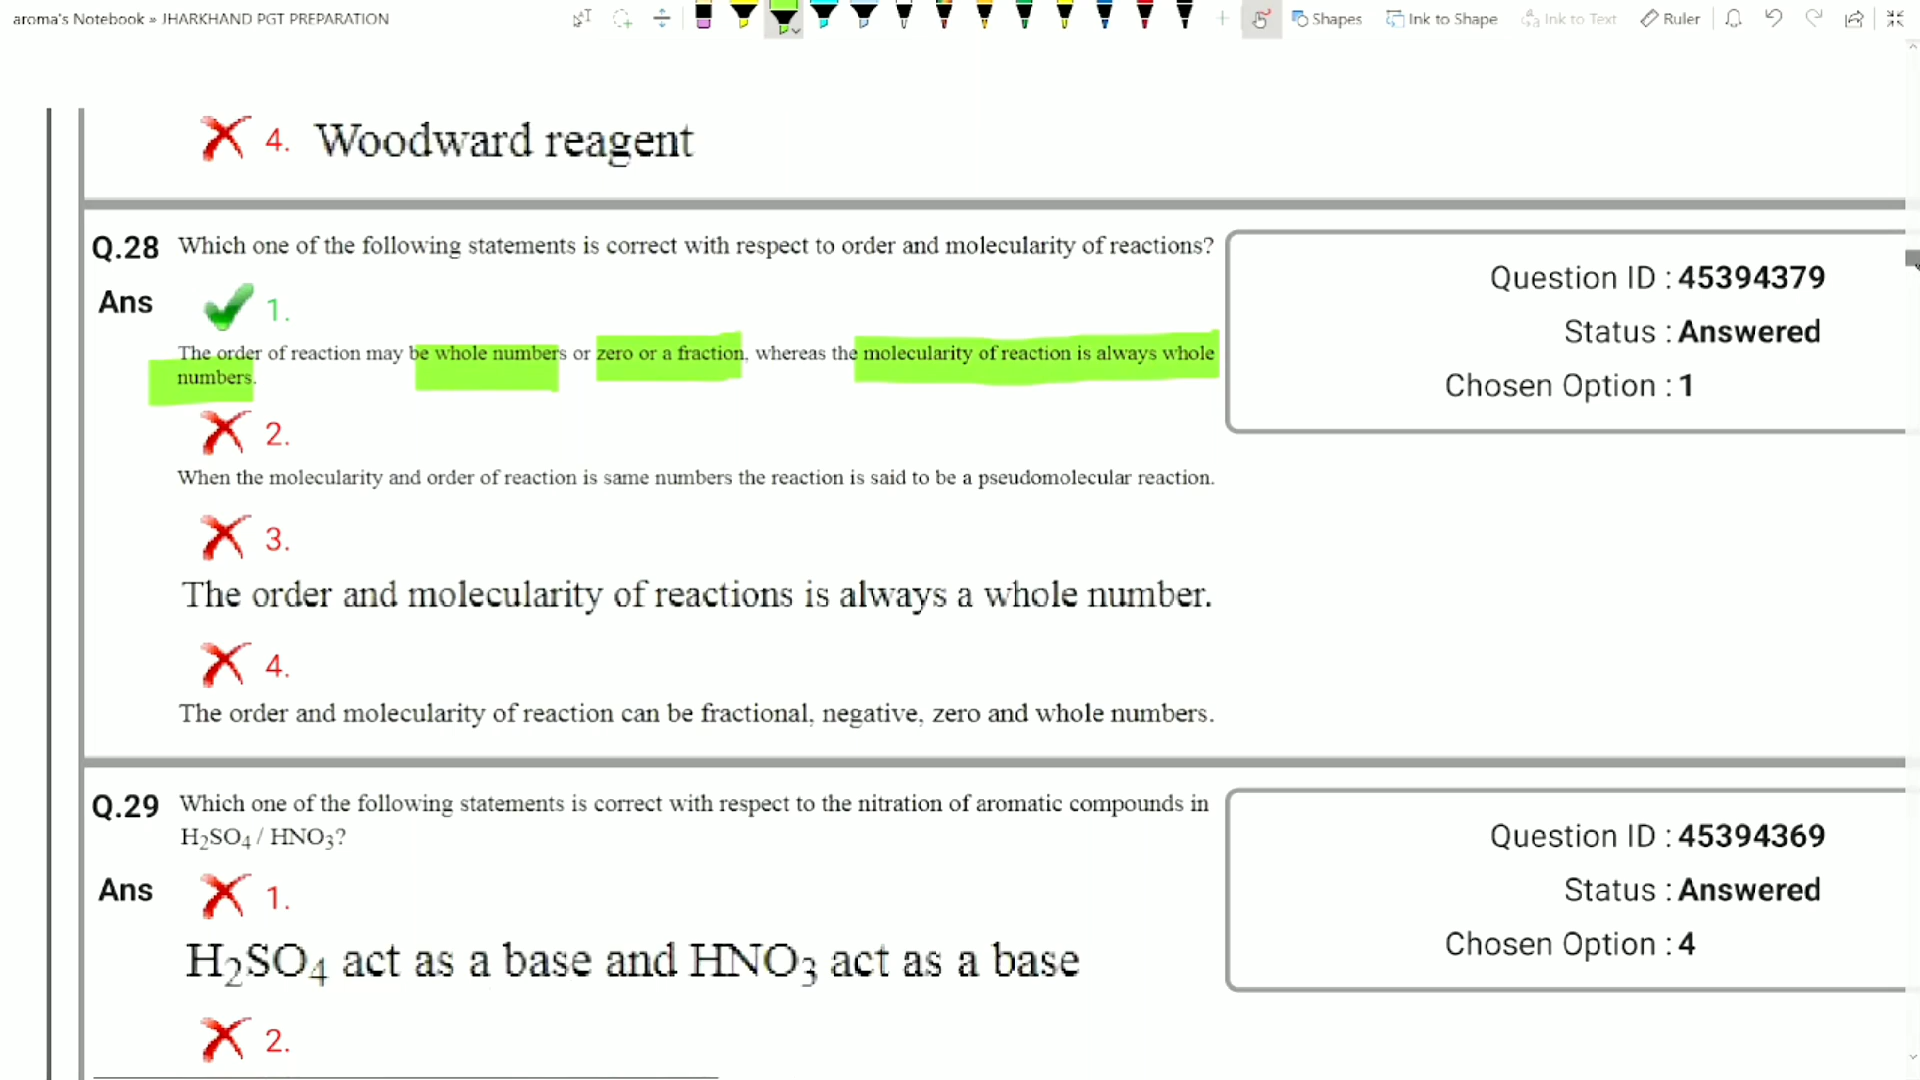 aroma's Notebook » JHARKHAND PGT PREPARATION
Shapes
Ink to Shape
Ink to Text
Ruler
4. Woodward reagent
Q.28 Which one of the following statements is correct with respect to order and molecularity of reactions?
Question ID : 45394379
Status : Answered
Chosen Option : 1
Ans 1.
The order of reaction may be whole numbers or zero or a fraction, whereas the molecularity of reaction is always whole
numbers.
2.
When the molecularity and order of reaction is same numbers the reaction is said to be a pseudomolecular reaction.
3.
The order and molecularity of reactions is always a whole number.
4.
The order and molecularity of reaction can be fractional, negative, zero and whole numbers.
Q.29 Which one of the following statements is correct with respect to the nitration of aromatic compounds in
H₂SO₄ / HNO₃?
Question ID : 45394369
Status : Answered
Chosen Option : 4
Ans 1.
H₂SO₄ act as a base and HNO₃ act as a base
2.